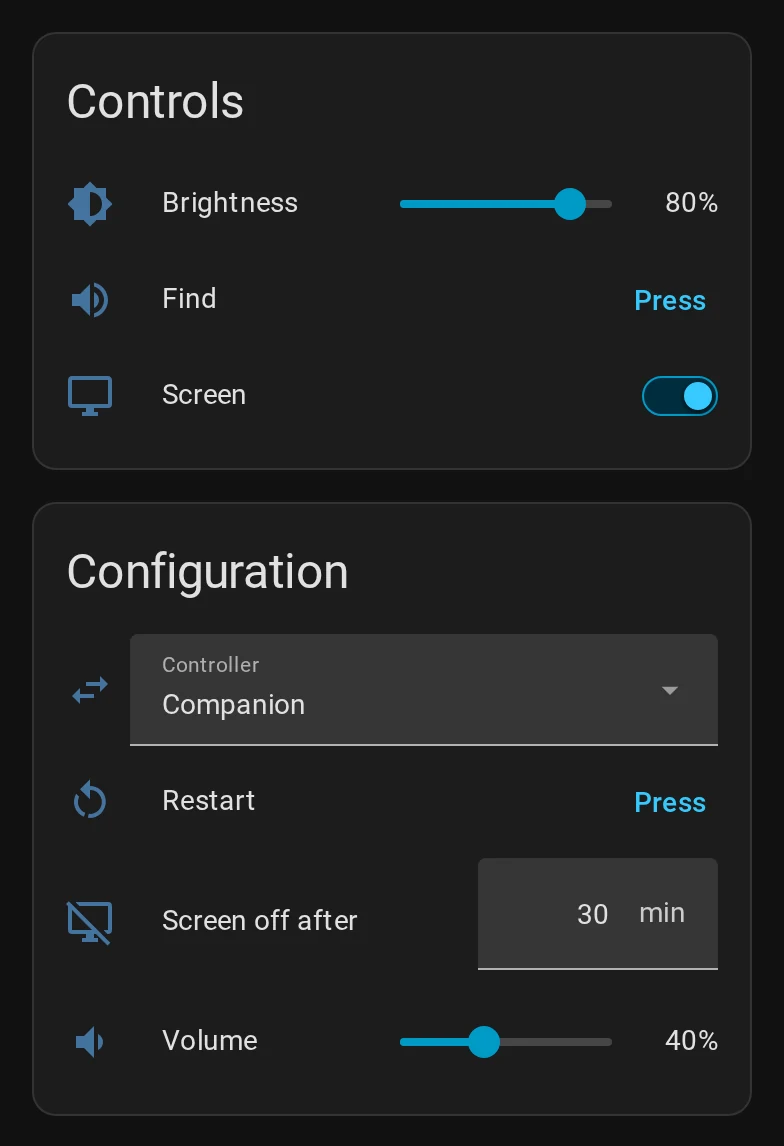 Controls
Brightness 80%
Find Press
Screen
Configuration
Controller
Companion
Restart Press
Screen off after 30 min
Volume 40%